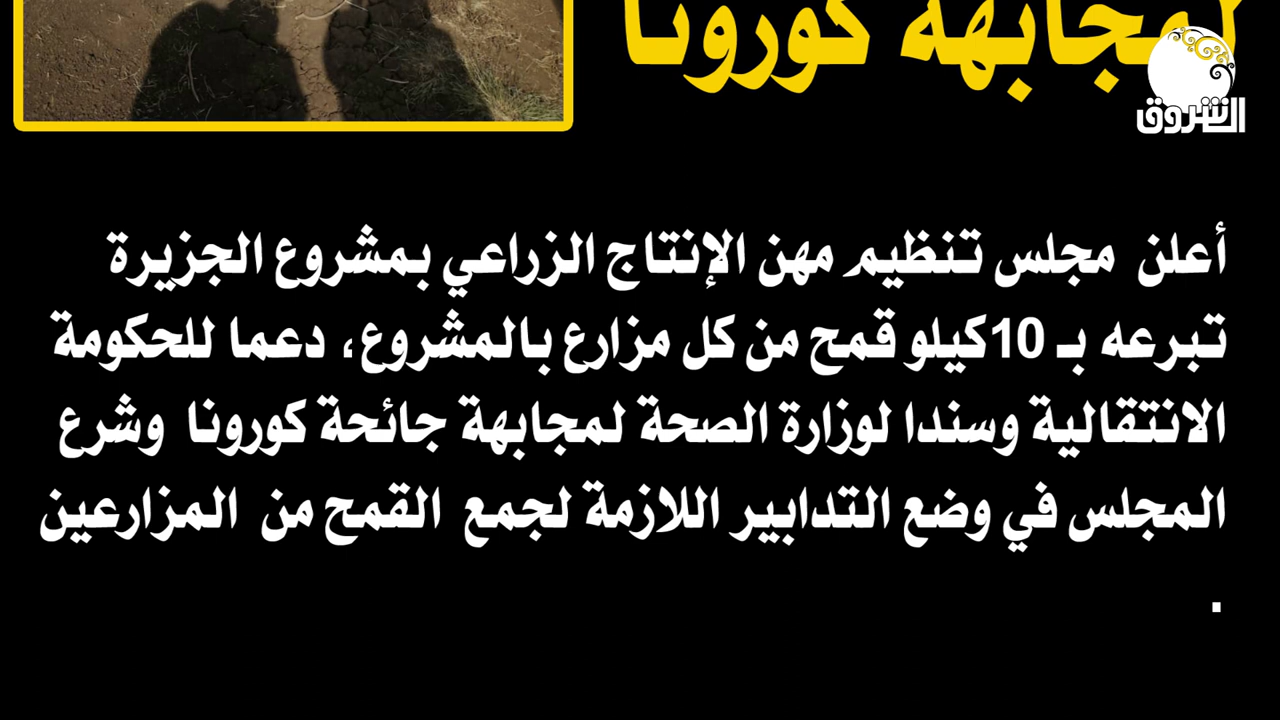 لمجابهة كورونا
الشروق
أعلن مجلس تنظيم مهن الإنتاج الزراعي بمشروع الجزيرة
تبرعه بـ 10كيلو قمح من كل مزارع بالمشروع، دعما للحكومة
الانتقالية وسندا لوزارة الصحة لمجابهة جائحة كورونا وشرع
المجلس في وضع التدابير اللازمة لجمع القمح من المزارعين
.